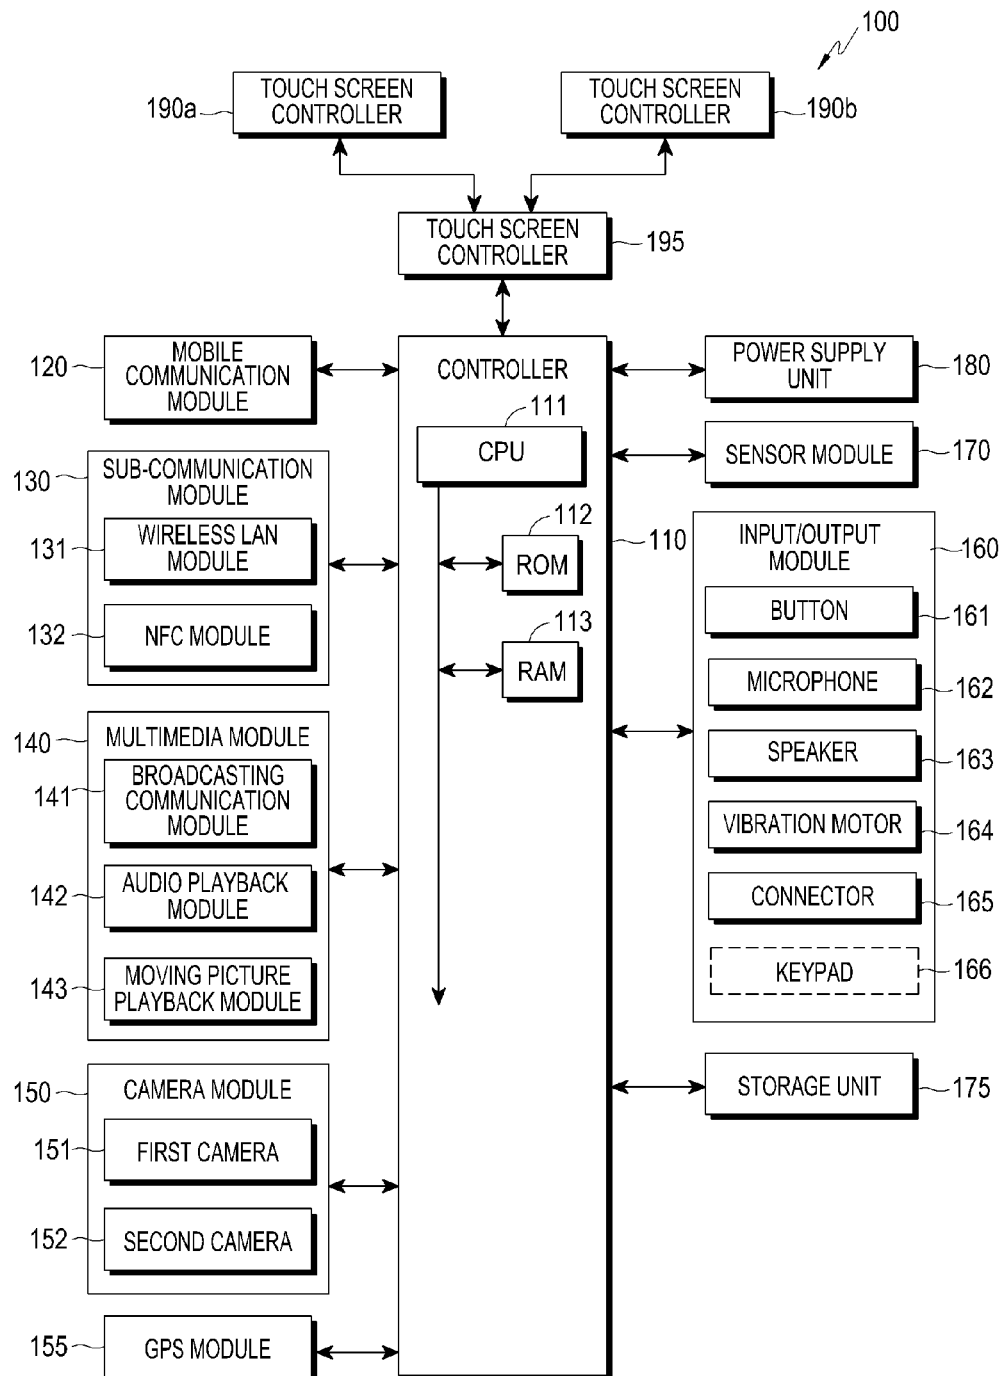 100
TOUCH SCREEN
CONTROLLER
190a
TOUCH SCREEN
CONTROLLER
190b
TOUCH SCREEN
CONTROLLER
195
120
MOBILE
COMMUNICATION
MODULE
130
SUB-COMMUNICATION
MODULE
131
WIRELESS LAN
MODULE
132
NFC MODULE
140
MULTIMEDIA MODULE
141
BROADCASTING
COMMUNICATION
MODULE
142
AUDIO PLAYBACK
MODULE
143
MOVING PICTURE
PLAYBACK MODULE
150
CAMERA MODULE
151
FIRST CAMERA
152
SECOND CAMERA
155
GPS MODULE
CONTROLLER
111
CPU
112
ROM
113
RAM
110
POWER SUPPLY
UNIT
180
SENSOR MODULE
170
INPUT/OUTPUT
MODULE
160
BUTTON
161
MICROPHONE
162
SPEAKER
163
VIBRATION MOTOR
164
CONNECTOR
165
KEYPAD
166
STORAGE UNIT
175